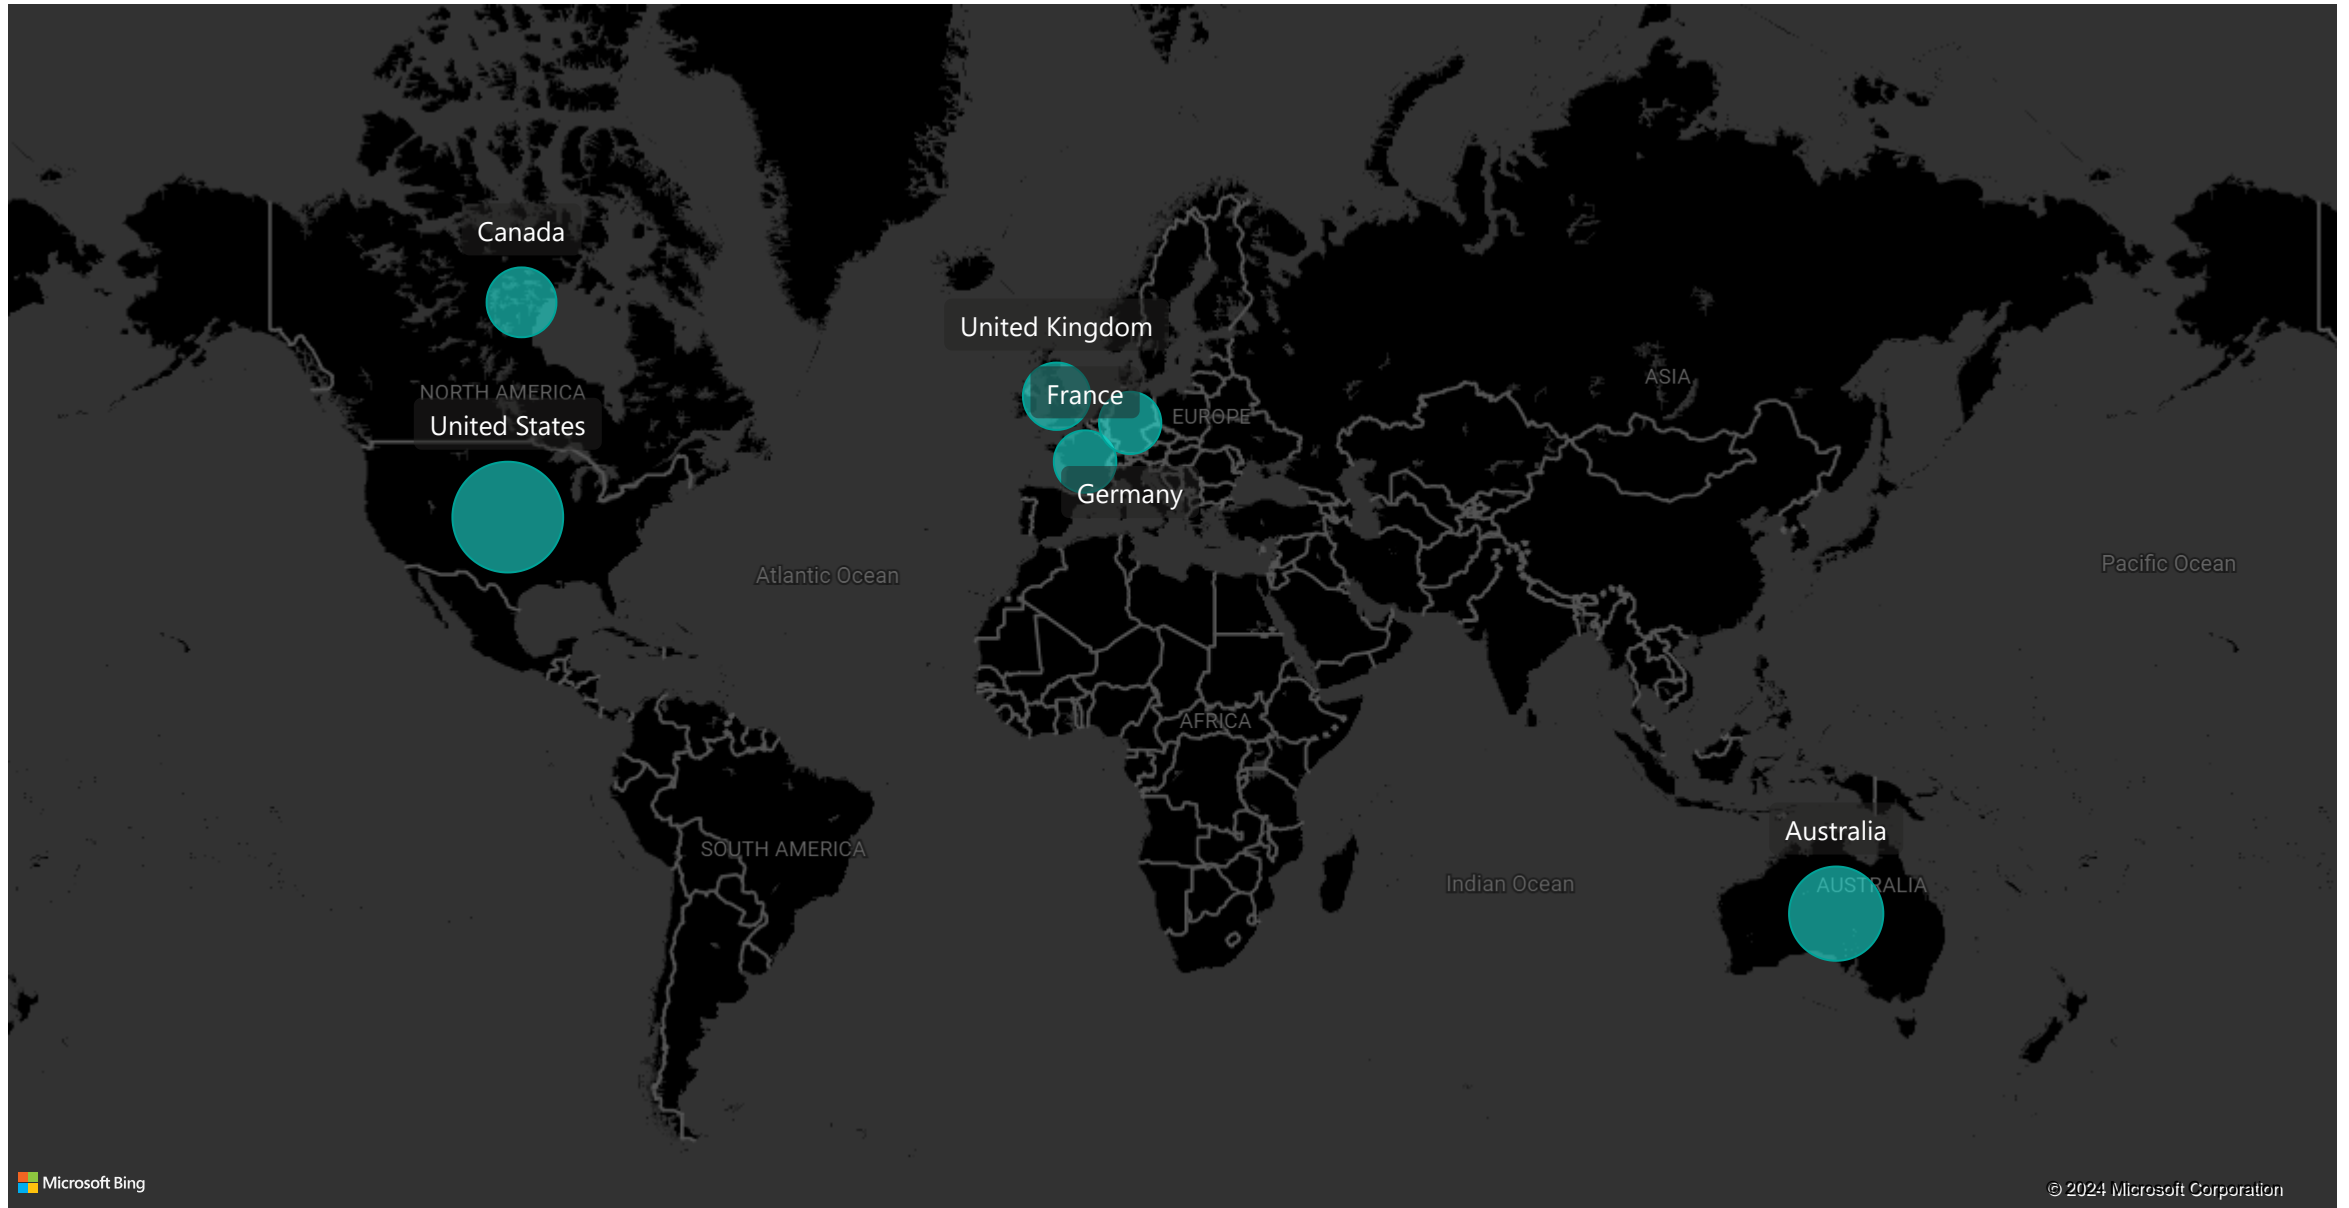 Canada
United Kingdom
ASIA
NORTH AMERICA
France
EUROPE
United States
Germany
Pacific Ocean
Atlantic Ocean
AFRICA
Australia
SOUTH AMERICA
Indian Ocean
AUSTRALIA
Microsoft Bing
© 2024 Microsoft Corporation